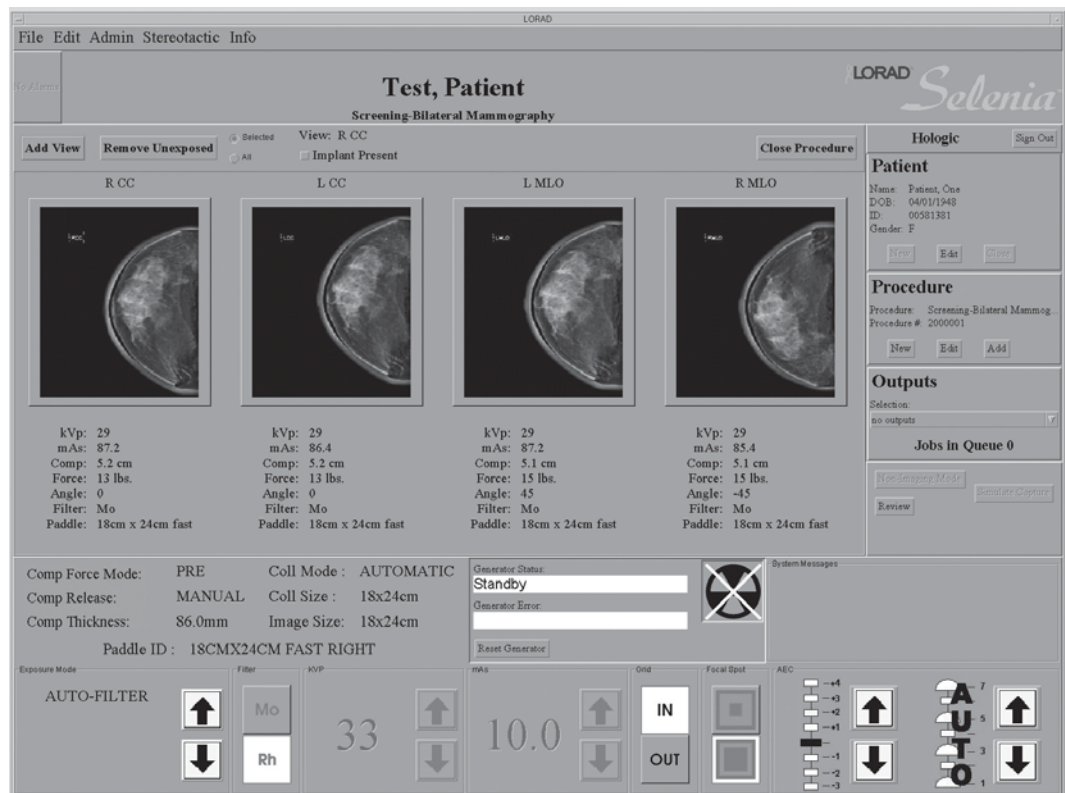 LORAD
File Edit Admin Stereotactic Info
No Alarms
Test, Patient
Screening-Bilateral Mammography
LORAD Selenia
Add View
Remove Unexposed
Selected
All
View: R CC
Implant Present
Close Procedure
Hologic
Sign Out
R CC
L CC
L MLO
R MLO
RCC
LCC
LMLO
RMLO
kVp: 29
mAs: 87.2
Comp: 5.2 cm
Force: 13 lbs.
Angle: 0
Filter: Mo
Paddle: 18cm x 24cm fast
kVp: 29
mAs: 86.4
Comp: 5.2 cm
Force: 13 lbs.
Angle: 0
Filter: Mo
Paddle: 18cm x 24cm fast
kVp: 29
mAs: 87.2
Comp: 5.1 cm
Force: 15 lbs.
Angle: 45
Filter: Mo
Paddle: 18cm x 24cm fast
kVp: 29
mAs: 85.4
Comp: 5.1 cm
Force: 15 lbs.
Angle: -45
Filter: Mo
Paddle: 18cm x 24cm fast
Patient
Name: Patient, One
DOB: 04/01/1948
ID: 00581381
Gender: F
New Edit Close
Procedure
Procedure: Screening-Bilateral Mammog...
Procedure #: 2000001
New Edit Add
Outputs
Selection:
no outputs
Jobs in Queue 0
Non-Imaging Mode
Simulate Capture
Review
Comp Force Mode: PRE
Comp Release: MANUAL
Comp Thickness: 86.0mm
Coll Mode : AUTOMATIC
Coll Size : 18x24cm
Image Size: 18x24cm
Paddle ID : 18CMX24CM FAST RIGHT
Generator Status:
Standby
Generator Error:
Reset Generator
System Messages
Exposure Mode
AUTO-FILTER
Filter
Mo
Rh
KVP
33
mAs
10.0
Grid
IN
OUT
Focal Spot
AEC
+4
+3
+2
+1
-1
-2
-3
AUTO
7
5
3
1